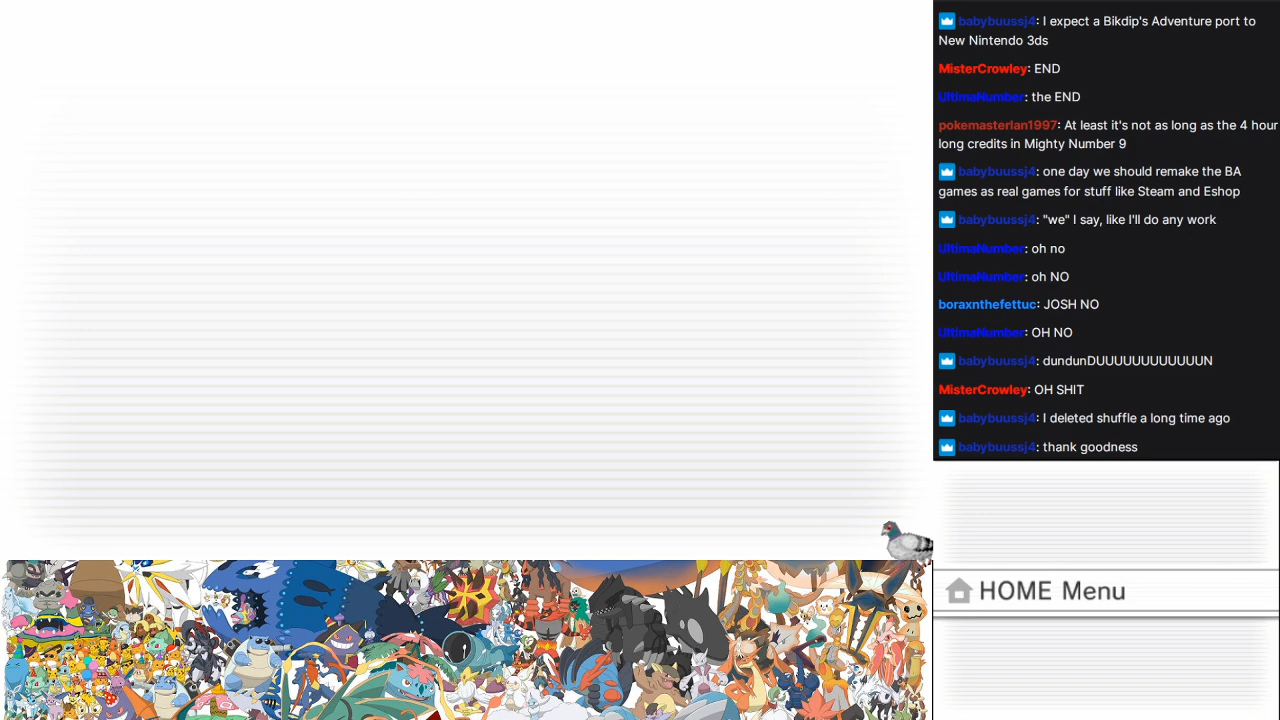 babybuussj4: I expect a Bikdip's Adventure port to
New Nintendo 3ds
MisterCrowley: END
UltimaNumber: the END
pokemasterIan1997: At least it's not as long as the 4 hour
long credits in Mighty Number 9
babybuussj4: one day we should remake the BA
games as real games for stuff like Steam and Eshop
babybuussj4: "we" I say, like I'll do any work
UltimaNumber: oh no
UltimaNumber: oh NO
boraxnthefettuc: JOSH NO
UltimaNumber: OH NO
babybuussj4: dundunDUUUUUUUUUUUUN
MisterCrowley: OH SHIT
babybuussj4: I deleted shuffle a long time ago
babybuussj4: thank goodness
HOME Menu